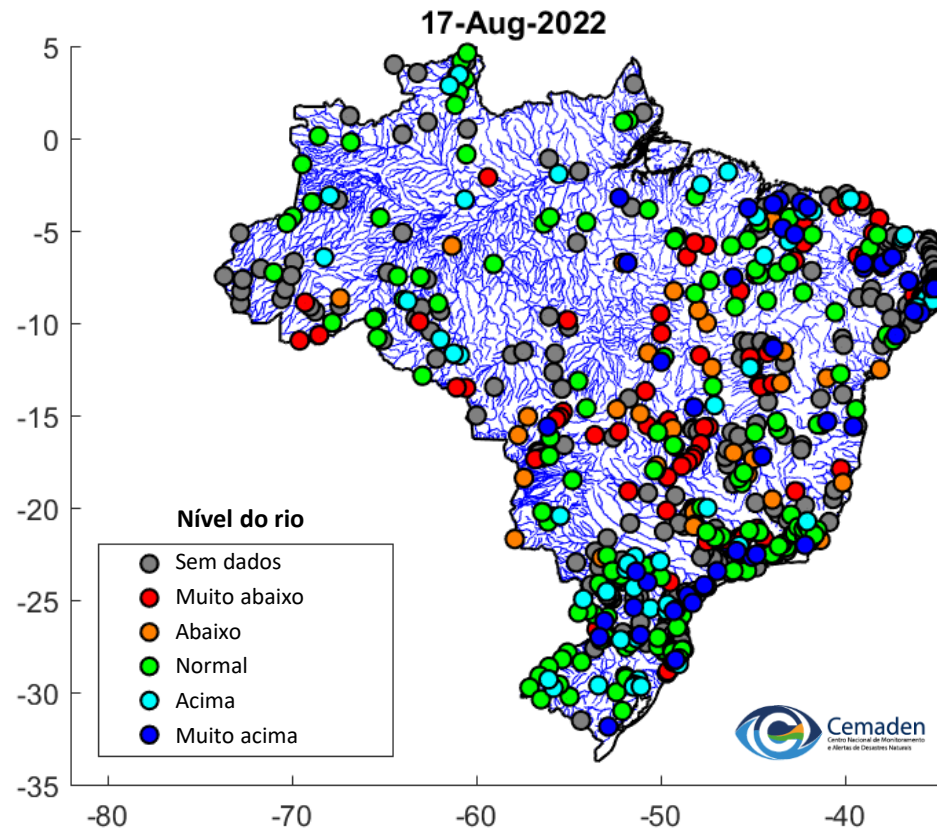 17-Aug-2022
5
0
-5
-10
-15
-20
-25
-30
-35
-80
-70
-60
-50
-40
Nível do rio
Sem dados
Muito abaixo
Abaixo
Normal
Acima
Muito acima
Cemaden
Centro Nacional de Monitoramento
e Alertas de Desastres Naturais